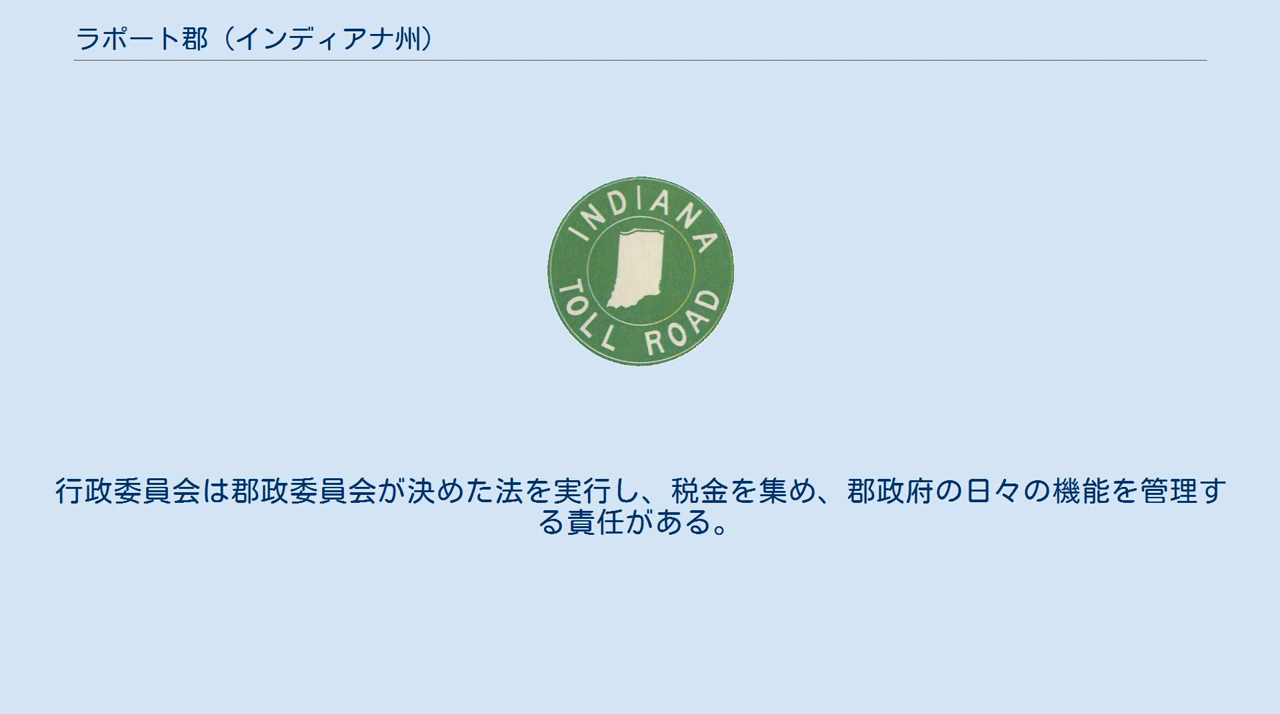 ラポート郡（インディアナ州）
INDIANA
TOLL ROAD
行政委員会は郡政委員会が決めた法を実行し、税金を集め、郡政府の日々の機能を管理す
る責任がある。